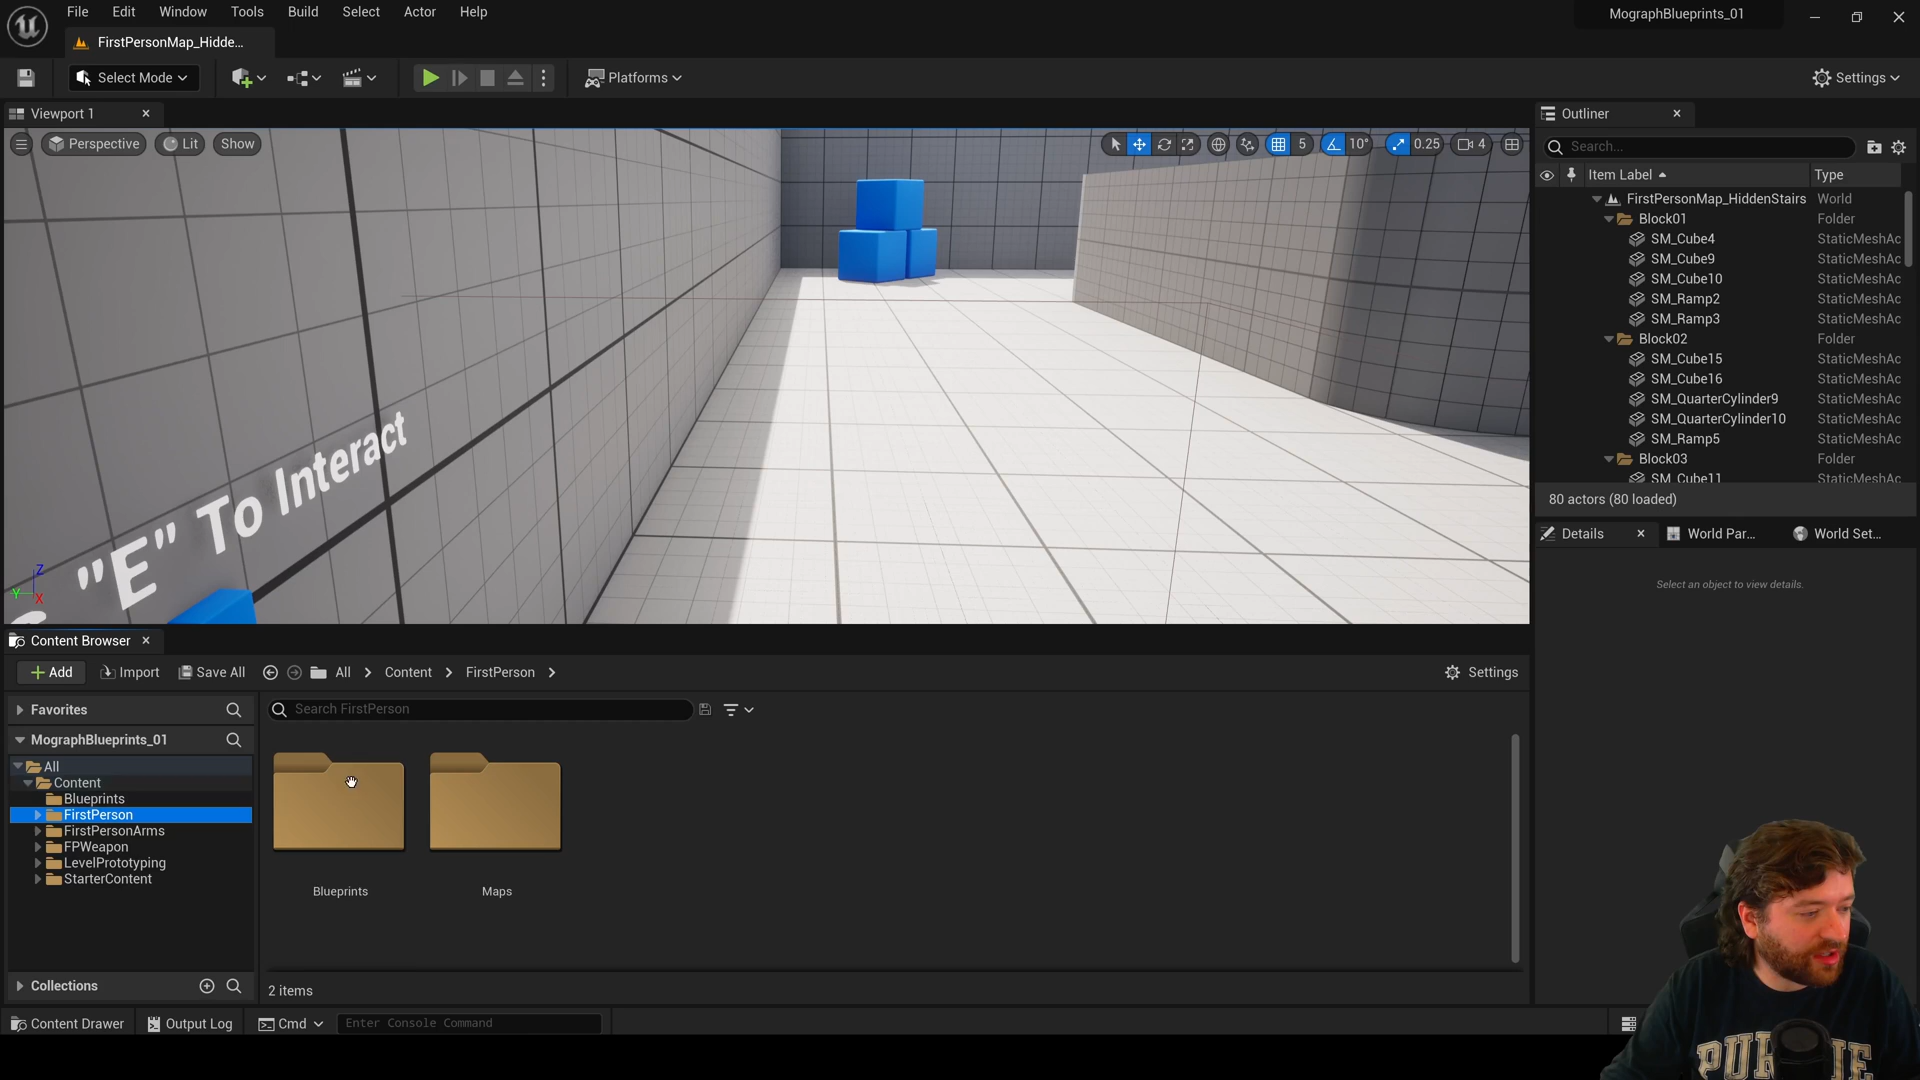 File Edit Window Tools Build Select Actor Help
MographBlueprints_01
FirstPersonMap_Hidde...
Select Mode
Platforms
Settings
Viewport 1
Perspective
Lit
Show
5
10°
0.25
4
"E" To Interact
Z
Y
X
Outliner
Search...
Item Label Type
FirstPersonMap_HiddenStairs World
Block01 Folder
SM_Cube4 StaticMeshAc
SM_Cube9 StaticMeshAc
SM_Cube10 StaticMeshAc
SM_Ramp2 StaticMeshAc
SM_Ramp3 StaticMeshAc
Block02 Folder
SM_Cube15 StaticMeshAc
SM_Cube16 StaticMeshAc
SM_QuarterCylinder9 StaticMeshAc
SM_QuarterCylinder10 StaticMeshAc
SM_Ramp5 StaticMeshAc
Block03 Folder
SM_Cube11 StaticMeshAc
80 actors (80 loaded)
Details
World Par...
World Set...
Select an object to view details.
Content Browser
Add
Import
Save All
All > Content > FirstPerson >
Settings
Favorites
MographBlueprints_01
All
Content
Blueprints
FirstPerson
FirstPersonArms
FPWeapon
LevelPrototyping
StarterContent
Collections
Search FirstPerson
Blueprints
Maps
2 items
Content Drawer
Output Log
Cmd
Enter Console Command